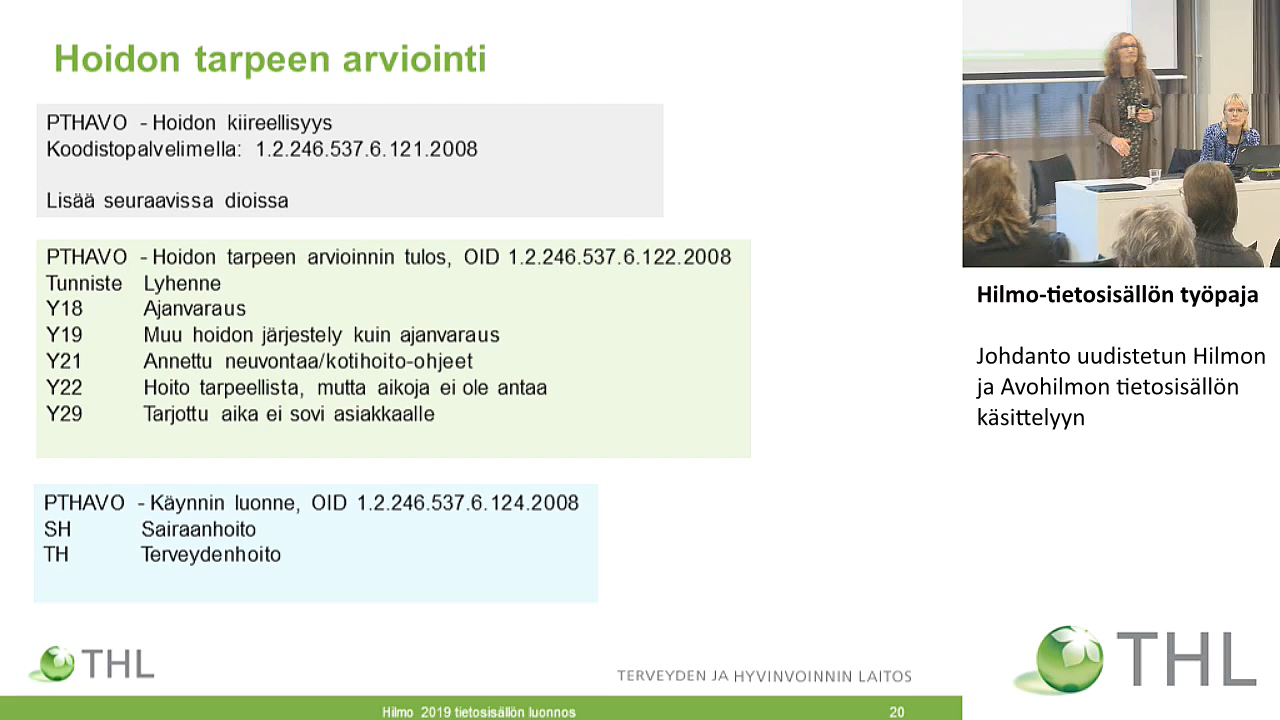 Hoidon tarpeen arviointi
PTHAVO - Hoidon kiireellisyys
Koodistopalvelimella: 1.2.246.537.6.121.2008
Lisää seuraavissa dioissa
PTHAVO - Hoidon tarpeen arvioinnin tulos, OID 1.2.246.537.6.122.2008
Tunniste Lyhenne
Y18 Ajanvaraus
Y19 Muu hoidon järjestely kuin ajanvaraus
Y21 Annettu neuvontaa/kotihoito-ohjeet
Y22 Hoito tarpeellista, mutta aikoja ei ole antaa
Y29 Tarjottu aika ei sovi asiakkaalle
PTHAVO - Käynnin luonne, OID 1.2.246.537.6.124.2008
SH Sairaanhoito
TH Terveydenhoito
THL
TERVEYDEN JA HYVINVOINNIN LAITOS
Hilmo 2019 tietosisällön luonnos 20
Hilmo-tietosisällön työpaja
Johdanto uudistetun Hilmon
ja Avohilmon tietosisällön
käsittelyyn
THL